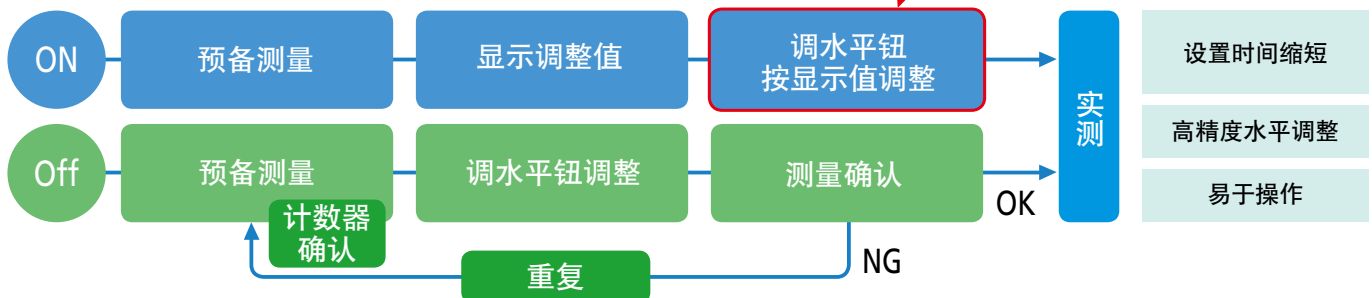 ON
预备测量
显示调整值
调水平钮
按显示值调整
Off
预备测量
计数器
确认
调水平钮调整
测量确认
OK
NG
重复
实测
设置时间缩短
高精度水平调整
易于操作